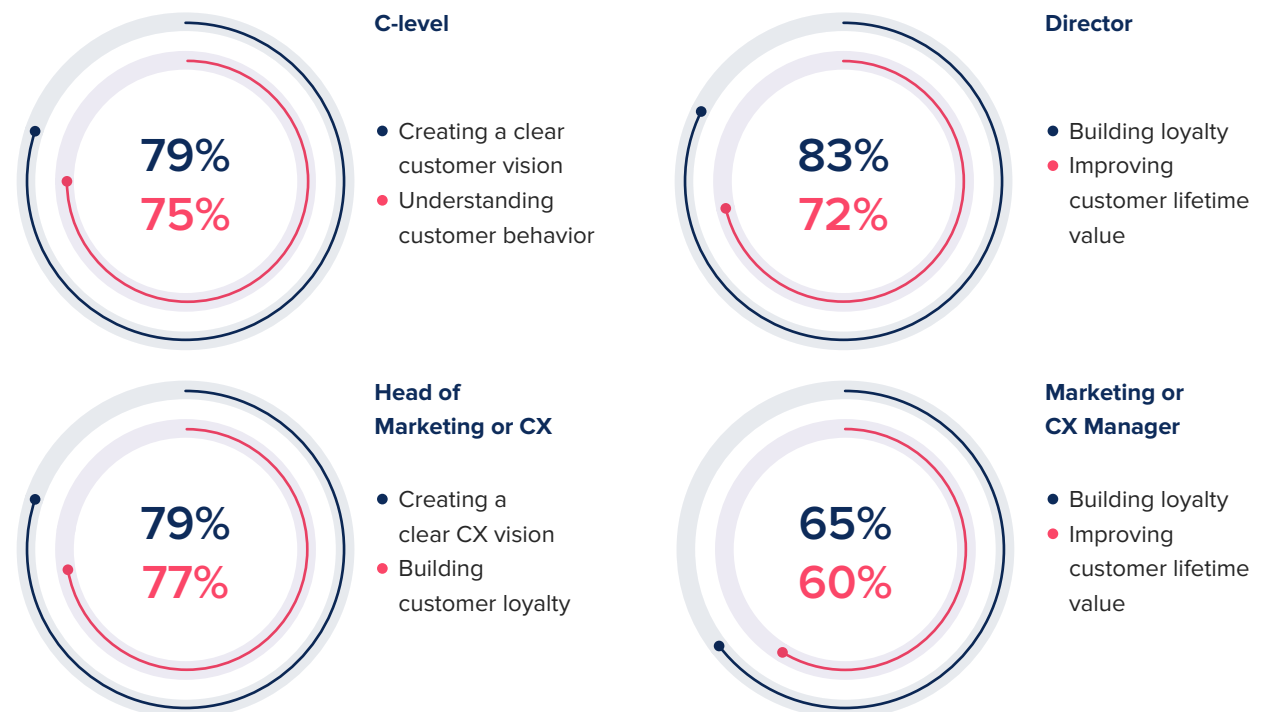 C-level
79%
75%
Creating a clear
customer vision
Understanding
customer behavior
Director
83%
72%
Building loyalty
Improving
customer lifetime
value
Head of
Marketing or CX
79%
77%
Creating a
clear CX vision
Building
customer loyalty
Marketing or
CX Manager
65%
60%
Building loyalty
Improving
customer lifetime
value